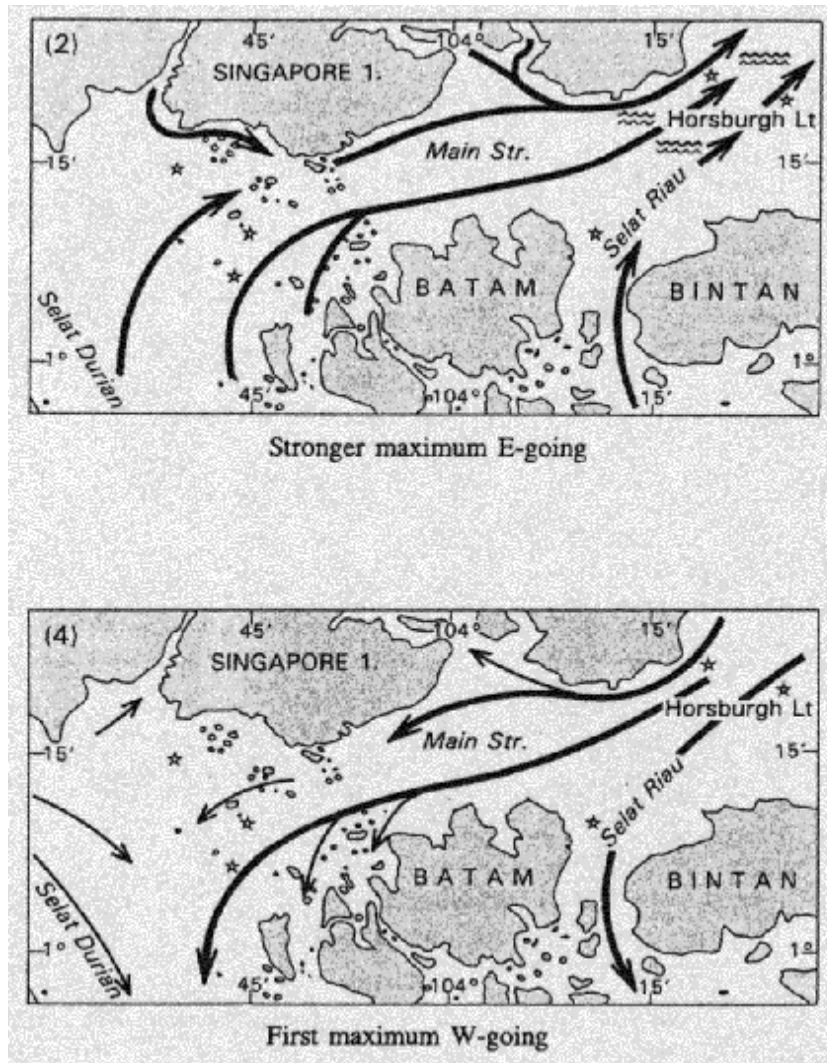 (2)
45'
104°
15'
SINGAPORE 1.
Horsburgh Lt
Main Str.
15'
15'
Selat Riau
BATAM
BINTAN
Selat Durian
1°
1°
45'
104°
15'
Stronger maximum E-going
(4)
45'
104°
15'
SINGAPORE 1.
Horsburgh Lt
Main Str.
15'
15'
Selat Riau
BATAM
BINTAN
Selat Durian
1°
1°
45'
104°
15'
First maximum W-going